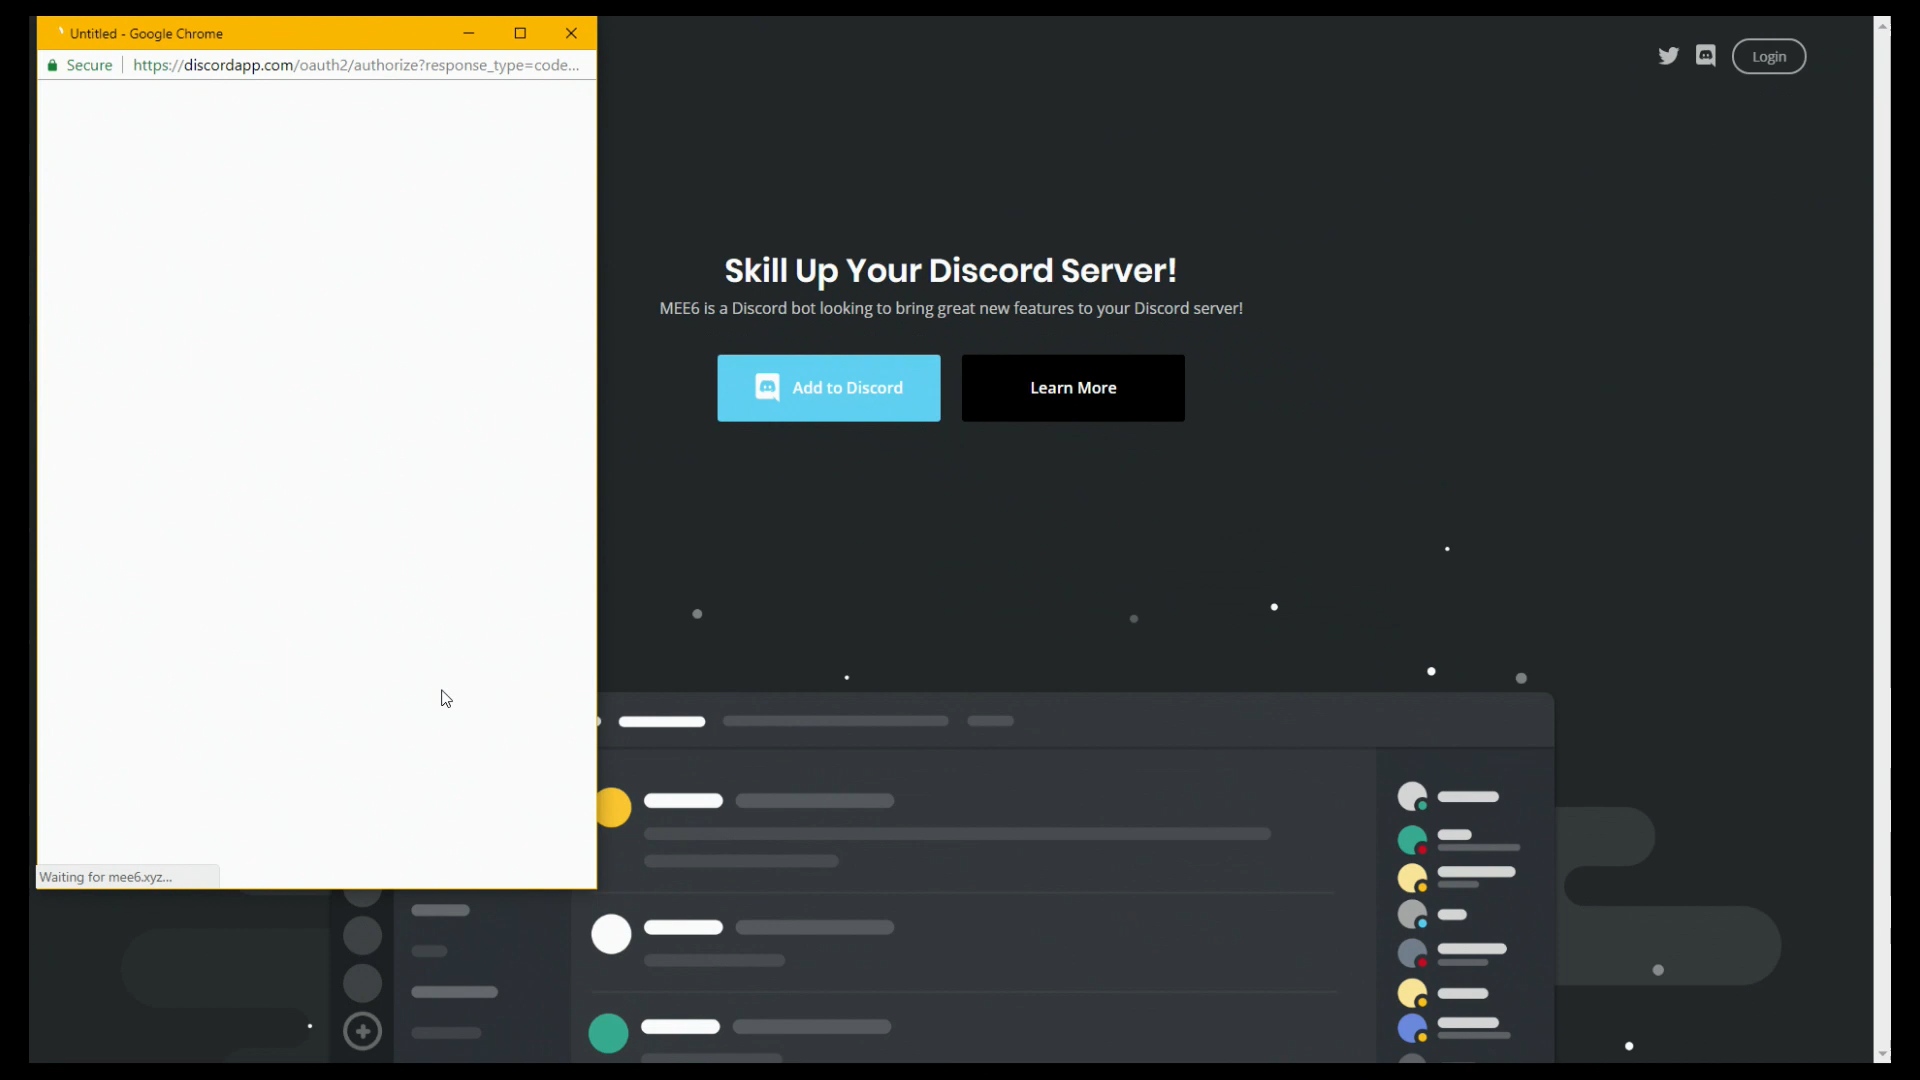 Untitled - Google Chrome
Secure
https://discordapp.com/oauth2/authorize?response_type=code...
Login
Skill Up Your Discord Server!
MEE6 is a Discord bot looking to bring great new features to your Discord server!
Add to Discord
Learn More
Waiting for mee6.xyz...